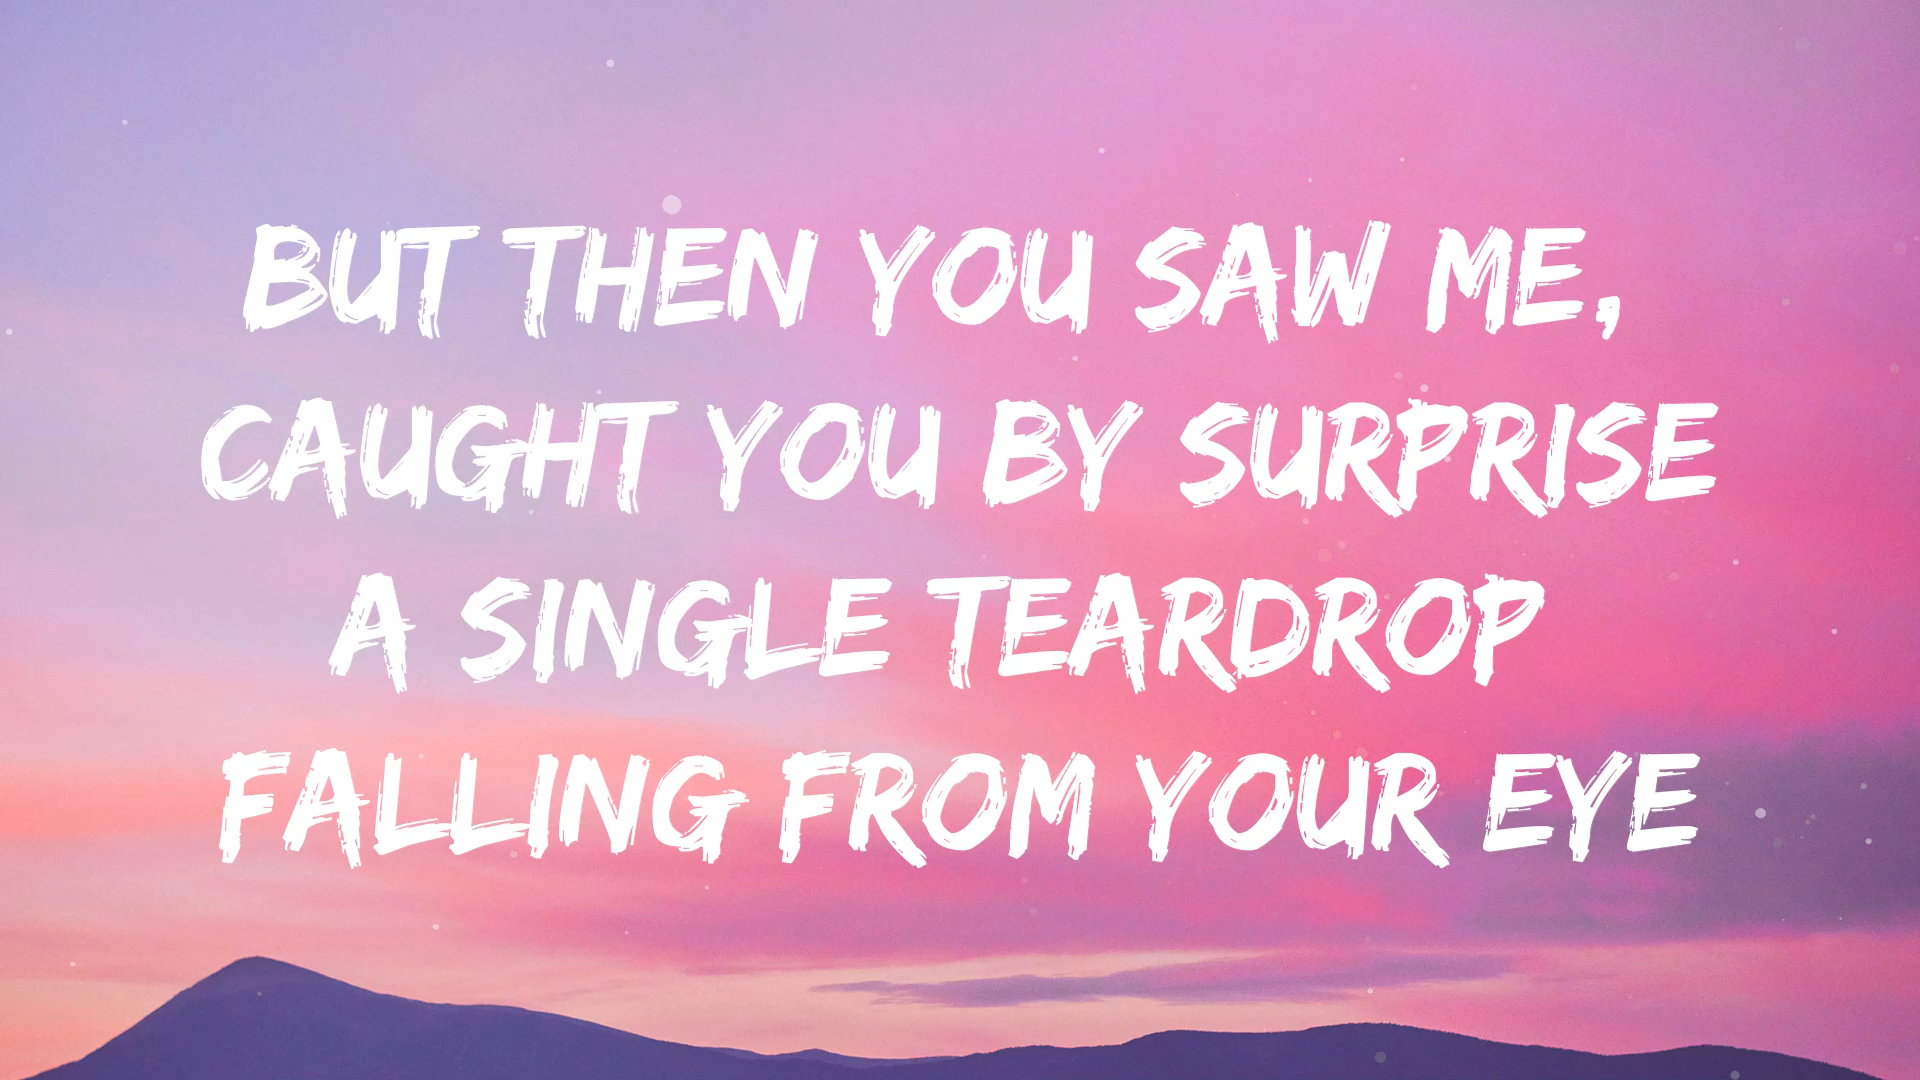 BUT THEN YOU SAW ME,
CAUGHT YOU BY SURPRISE
A SINGLE TEARDROP
FALLING FROM YOUR EYE